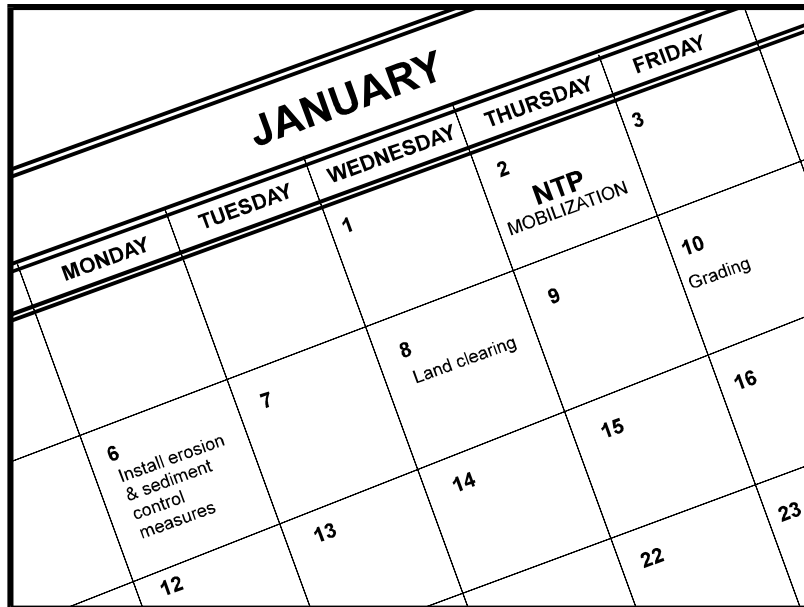 JANUARY
MONDAY
TUESDAY
WEDNESDAY
THURSDAY
FRIDAY
1
2
NTP
MOBILIZATION
3
6
Install erosion
& sediment
control
measures
7
8
Land clearing
9
10
Grading
12
13
14
15
16
22
23